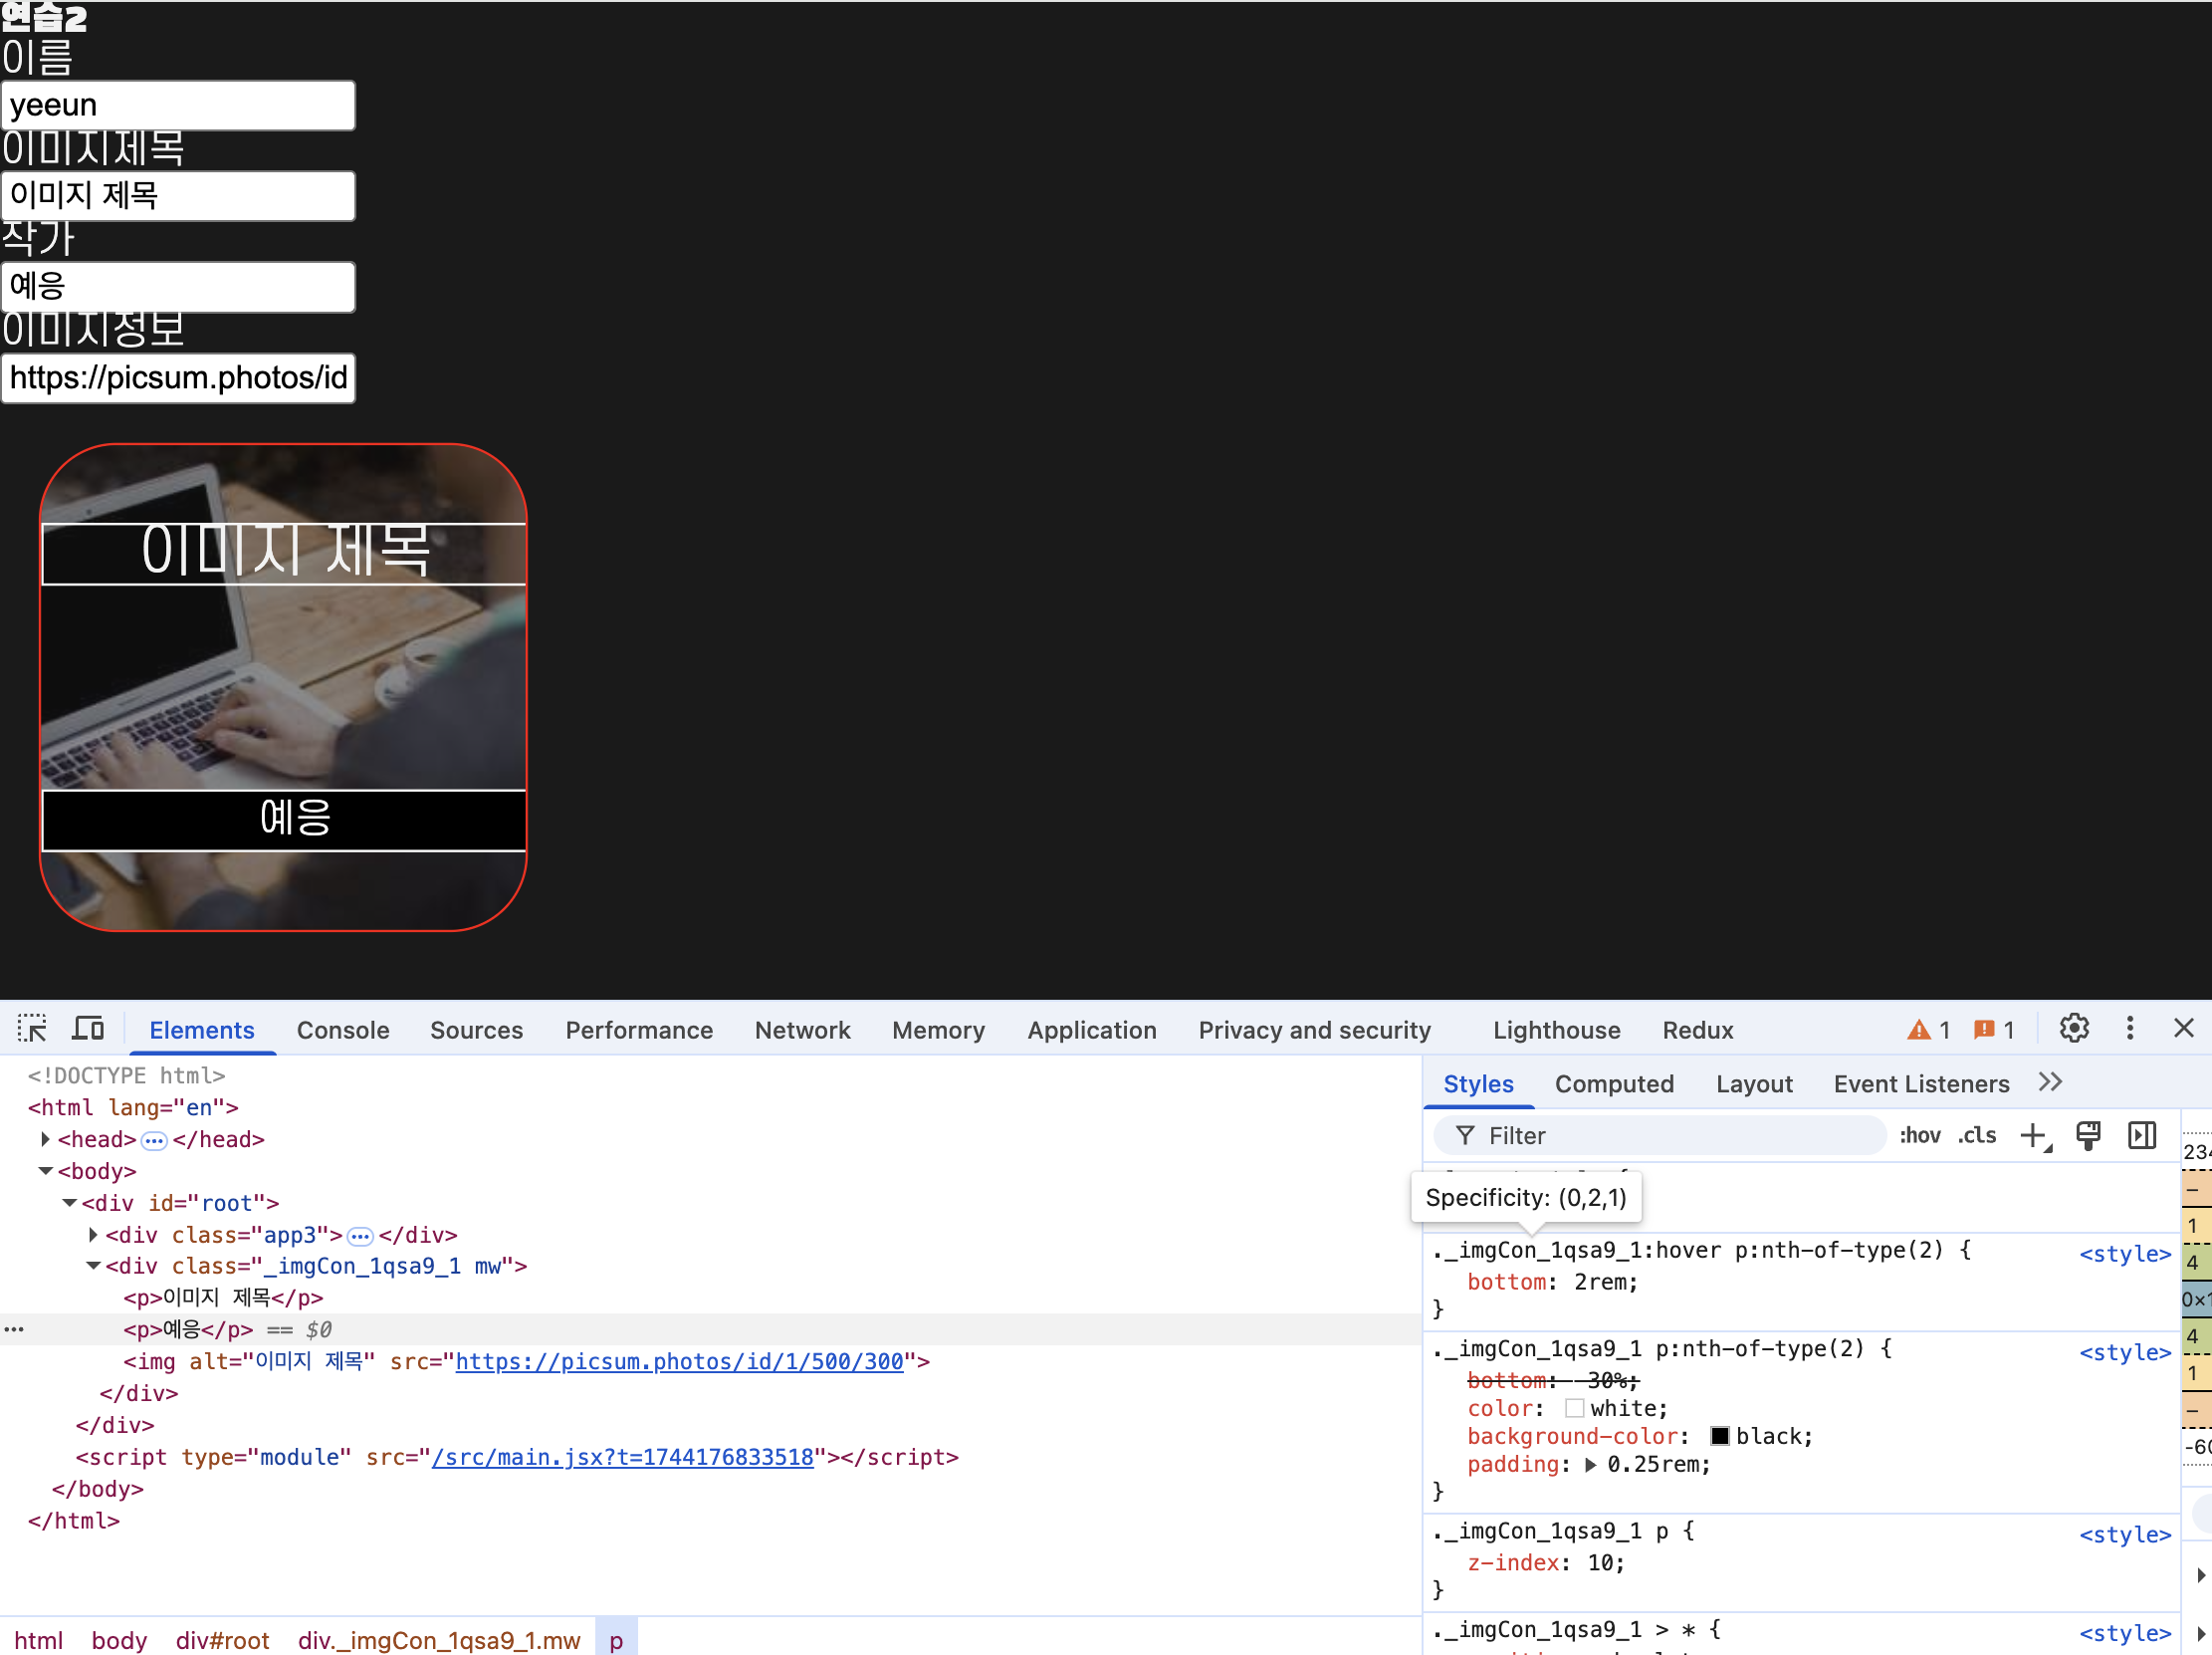 연습2
이름
yeeun
이미지제목
이미지 제목
작가
예응
이미지정보
https://picsum.photos/id
이미지 제목
예응
Elements Console Sources Performance Network Memory Application Privacy and security Lighthouse Redux 1 1
<!DOCTYPE html>
<html lang="en">
<head>…</head>
<body>
<div id="root">
<div class="app3">…</div>
<div class="_imgCon_1qsa9_1 mw">
<p>이미지 제목</p>
<p>예응</p> == $0
<img alt="이미지 제목" src="https://picsum.photos/id/1/500/300">
</div>
</div>
<script type="module" src="/src/main.jsx?t=1744176833518"></script>
</body>
</html>
html body div#root div._imgCon_1qsa9_1.mw p
Styles Computed Layout Event Listeners
Filter :hov .cls
Specificity: (0,2,1)
._imgCon_1qsa9_1:hover p:nth-of-type(2) { <style>
bottom: 2rem;
}
._imgCon_1qsa9_1 p:nth-of-type(2) { <style>
bottom: -30%;
color: white;
background-color: black;
padding: 0.25rem;
}
._imgCon_1qsa9_1 p { <style>
z-index: 10;
}
._imgCon_1qsa9_1 > * { <style>
234
–
1
4
0×1
4
1
–
-60